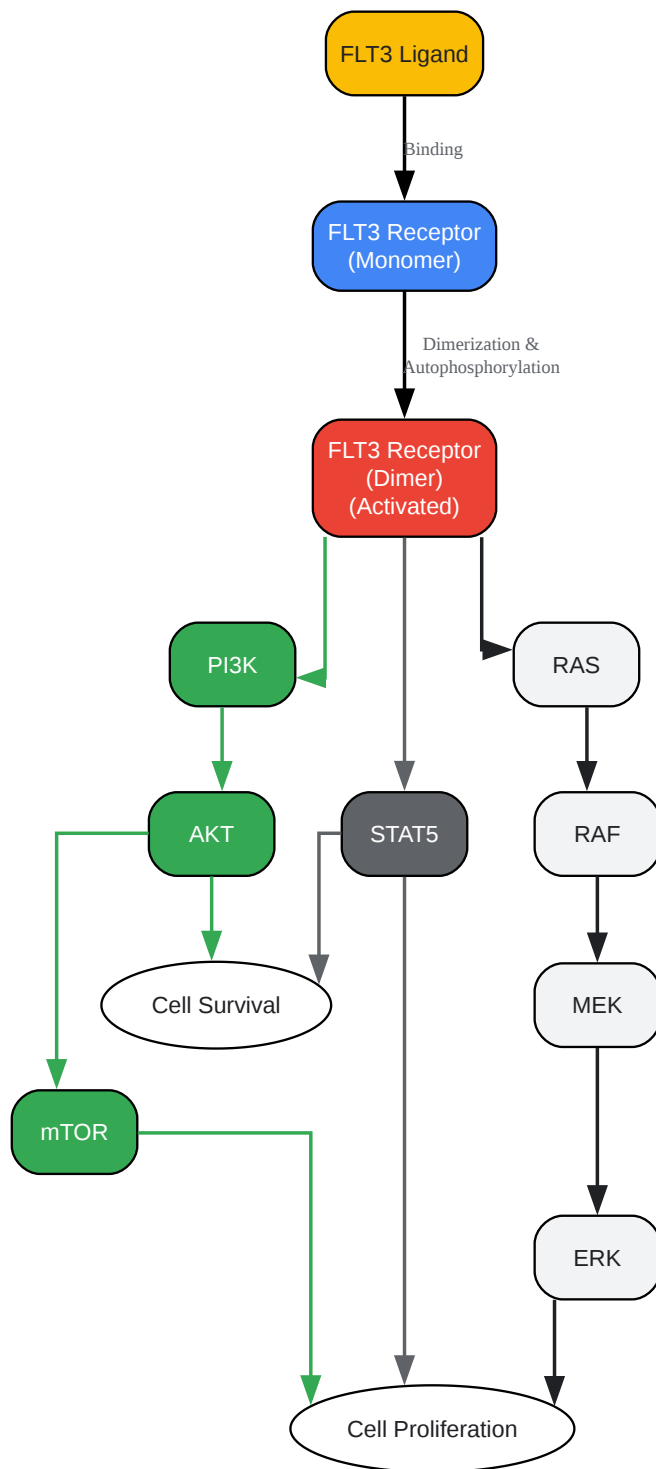 FLT3 Ligand
Binding
FLT3 Receptor
(Monomer)
Dimerization &
Autophosphorylation
FLT3 Receptor
(Dimer)
(Activated)
PI3K
RAS
AKT
STAT5
RAF
Cell Survival
MEK
mTOR
ERK
Cell Proliferation